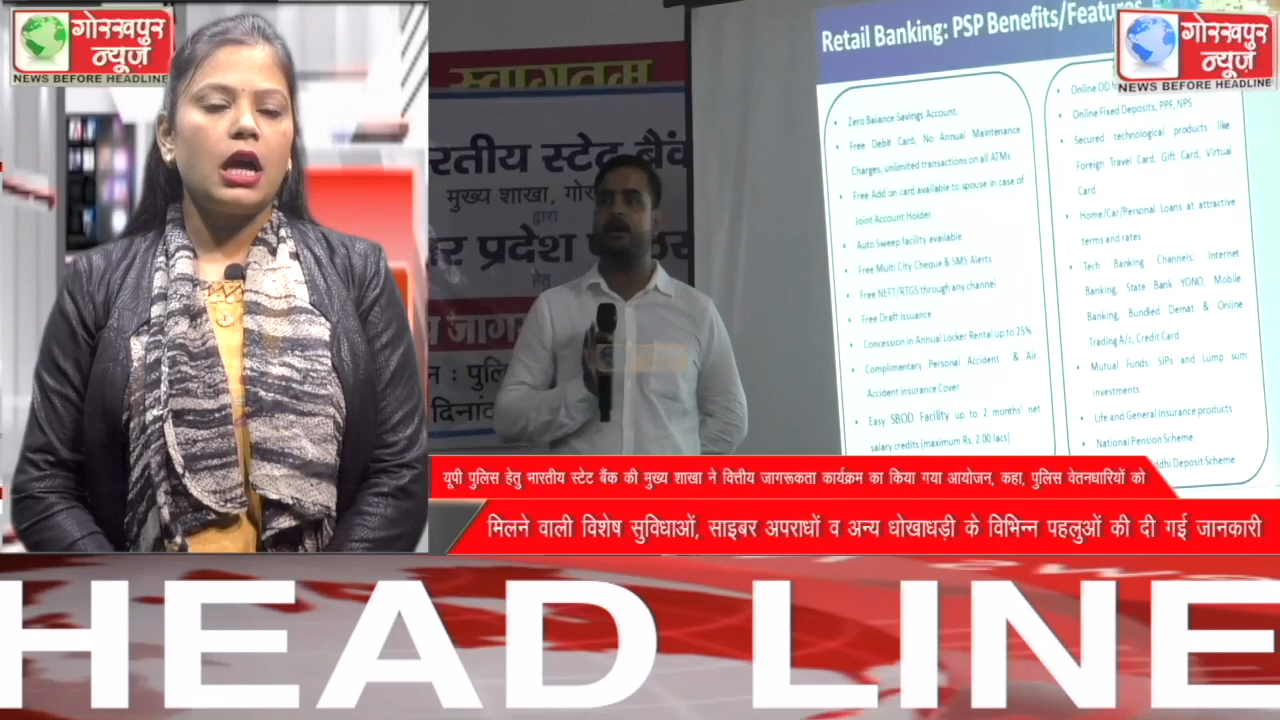 गोरखपुर
न्यूज़
NEWS BEFORE HEADLINE
स्वागतम
भारतीय स्टेट बैंक
मुख्य शाखा, गोर
द्वारा
प्रदेश
हेतु
जाग
पुलि
दिनां
Retail Banking: PSP Benefits/Features
Zero Balance Savings Account.
Free Debit Card, No Annual Maintenance
Charges, unlimited transactions on all ATMs
Free Add on card available to spouse in case of
Joint Account Holder
Auto Sweep facility available
Free Multi City Cheque & SMS Alerts
Free NEFT/RTGS through any channel
Free Draft Issuance
Concession in Annual Locker Rental up to 25%
Complimentary Personal Accident & Air
Accident Insurance Cover
Easy SBOD Facility up to 2 months' net
salary credits (maximum Rs. 2.00 lacs)
Online OD
Online Fixed Deposits, PPF, NPS
Secured technological products like
Foreign Travel Card, Gift Card, Virtual
Card
Home/Car/Personal Loans at attractive
terms and rates
Tech Banking Channels: Internet
Banking, State Bank YONO, Mobile
Banking, Bundled Demat & Online
Trading A/c, Credit Card
Mutual Funds: SIPs and Lump sum
investments
Life and General Insurance products
National Pension Scheme
ddhi Deposit Scheme
गोरखपुर
न्यूज़
NEWS BEFORE HEADLINE
यूपी पुलिस हेतु भारतीय स्टेट बैंक की मुख्य शाखा ने वित्तीय जागरूकता कार्यक्रम का किया गया आयोजन, कहा, पुलिस वेतनधारियों को
मिलने वाली विशेष सुविधाओं, साइबर अपराधों व अन्य धोखाधड़ी के विभिन्न पहलुओं की दी गई जानकारी
HEAD LINE